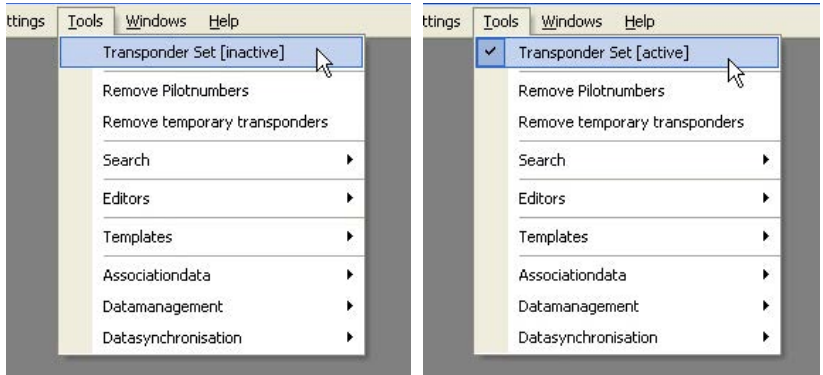 ttings Tools Windows Help
Transponder Set [inactive]
Remove Pilotnumbers
Remove temporary transponders
Search
Editors
Templates
Associationdata
Datamanagement
Datasynchronisation
ttings Tools Windows Help
Transponder Set [active]
Remove Pilotnumbers
Remove temporary transponders
Search
Editors
Templates
Associationdata
Datamanagement
Datasynchronisation